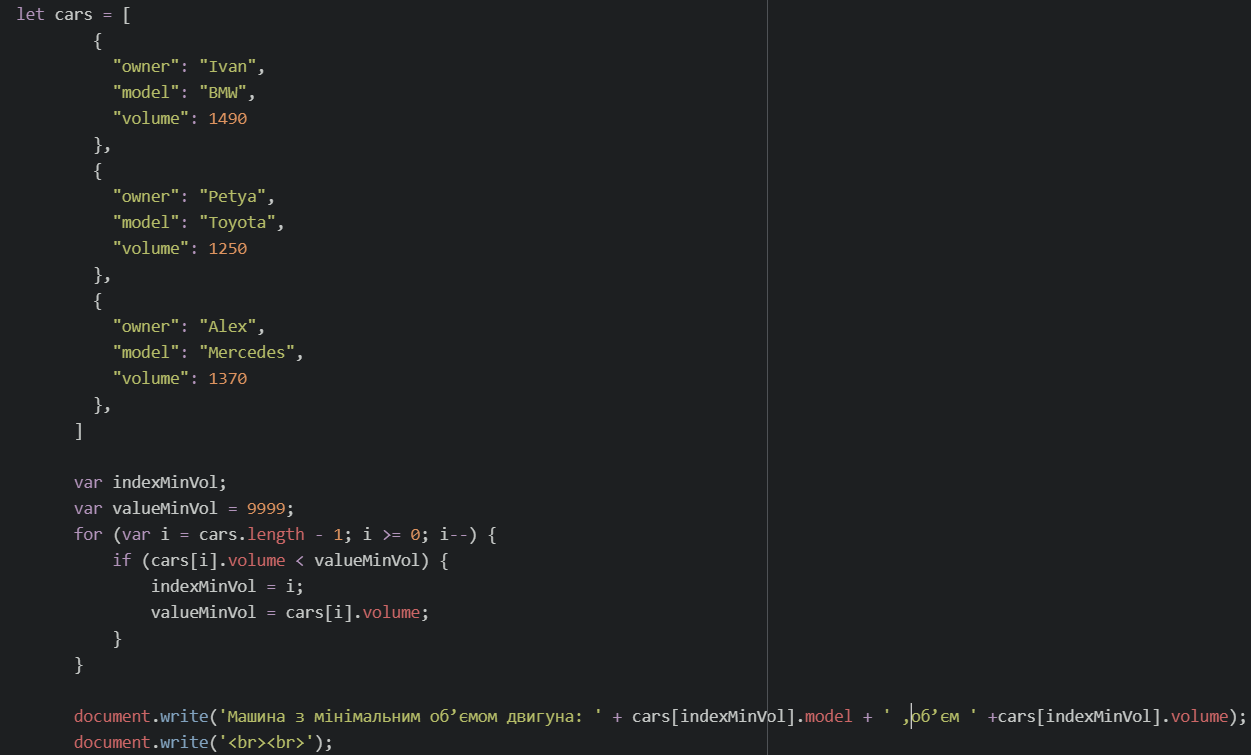 let cars = [
{
"owner": "Ivan",
"model": "BMW",
"volume": 1490
},
{
"owner": "Petya",
"model": "Toyota",
"volume": 1250
},
{
"owner": "Alex",
"model": "Mercedes",
"volume": 1370
},
]
var indexMinVol;
var valueMinVol = 9999;
for (var i = cars.length - 1; i >= 0; i--) {
if (cars[i].volume < valueMinVol) {
indexMinVol = i;
valueMinVol = cars[i].volume;
}
}
document.write('Машина з мінімальним об’ємом двигуна: ' + cars[indexMinVol].model + ' ,об’єм ' +cars[indexMinVol].volume);
document.write('<br><br>');